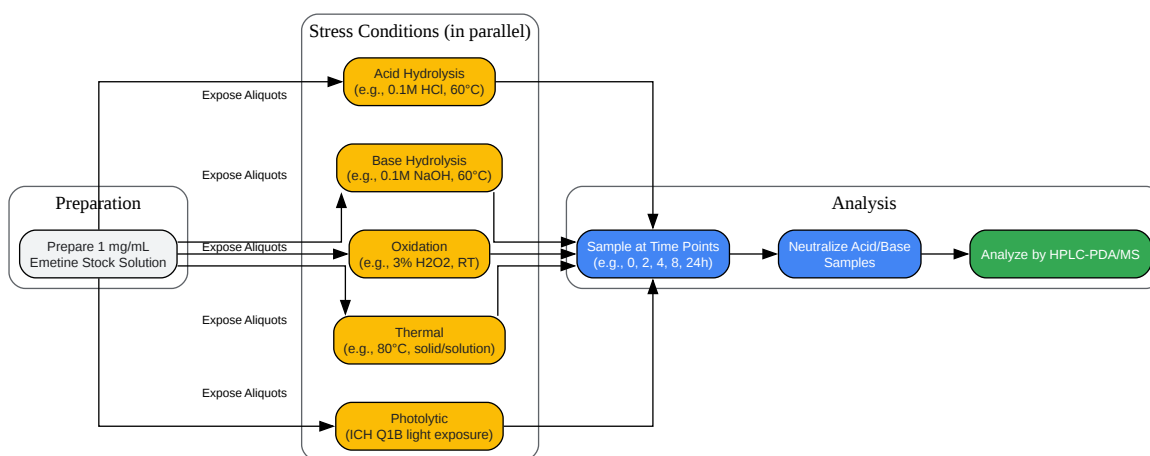 Stress Conditions (in parallel)
Acid Hydrolysis
(e.g., 0.1M HCl, 60°C)
Expose Aliquots
Base Hydrolysis
(e.g., 0.1M NaOH, 60°C)
Expose Aliquots
Preparation
Prepare 1 mg/mL
Emetine Stock Solution
Expose Aliquots
Oxidation
(e.g., 3% H2O2, RT)
Analysis
Sample at Time Points
(e.g., 0, 2, 4, 8, 24h)
Neutralize Acid/Base
Samples
Analyze by HPLC-PDA/MS
Expose Aliquots
Thermal
(e.g., 80°C, solid/solution)
Expose Aliquots
Photolytic
(ICH Q1B light exposure)